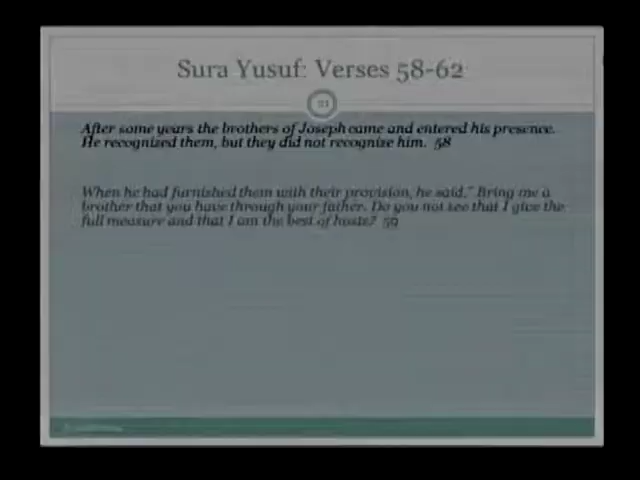 Sura Yusuf: Verses 58-62
21
After some years the brothers of Joseph came and entered his presence.
He recognized them, but they did not recognize him. 58
When he had furnished them with their provision, he said," Bring me a
brother that you have through your father. Do you not see that I give the
full measure and that I am the best of hosts? 59